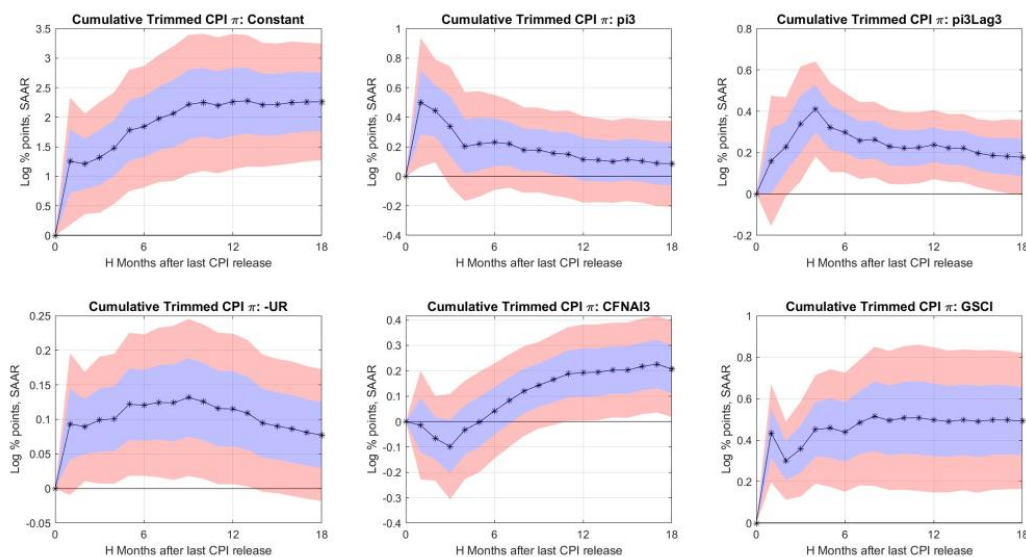 Cumulative Trimmed CPI π: Constant
3.5
3
2.5
2
1.5
1
0.5
0
Log % points, SAAR
0 6 12 18
H Months after last CPI release
Cumulative Trimmed CPI π: pi3
1
0.8
0.6
0.4
0.2
0
-0.2
-0.4
Log % points, SAAR
0 6 12 18
H Months after last CPI release
Cumulative Trimmed CPI π: pi3Lag3
0.8
0.6
0.4
0.2
0
-0.2
Log % points, SAAR
0 6 12 18
H Months after last CPI release
Cumulative Trimmed CPI π: -UR
0.25
0.2
0.15
0.1
0.05
0
-0.05
Log % points, SAAR
0 6 12 18
H Months after last CPI release
Cumulative Trimmed CPI π: CFNAI3
0.4
0.3
0.2
0.1
0
-0.1
-0.2
-0.3
-0.4
Log % points, SAAR
0 6 12 18
H Months after last CPI release
Cumulative Trimmed CPI π: GSCI
1
0.8
0.6
0.4
0.2
0
Log % points, SAAR
0 6 12 18
H Months after last CPI release